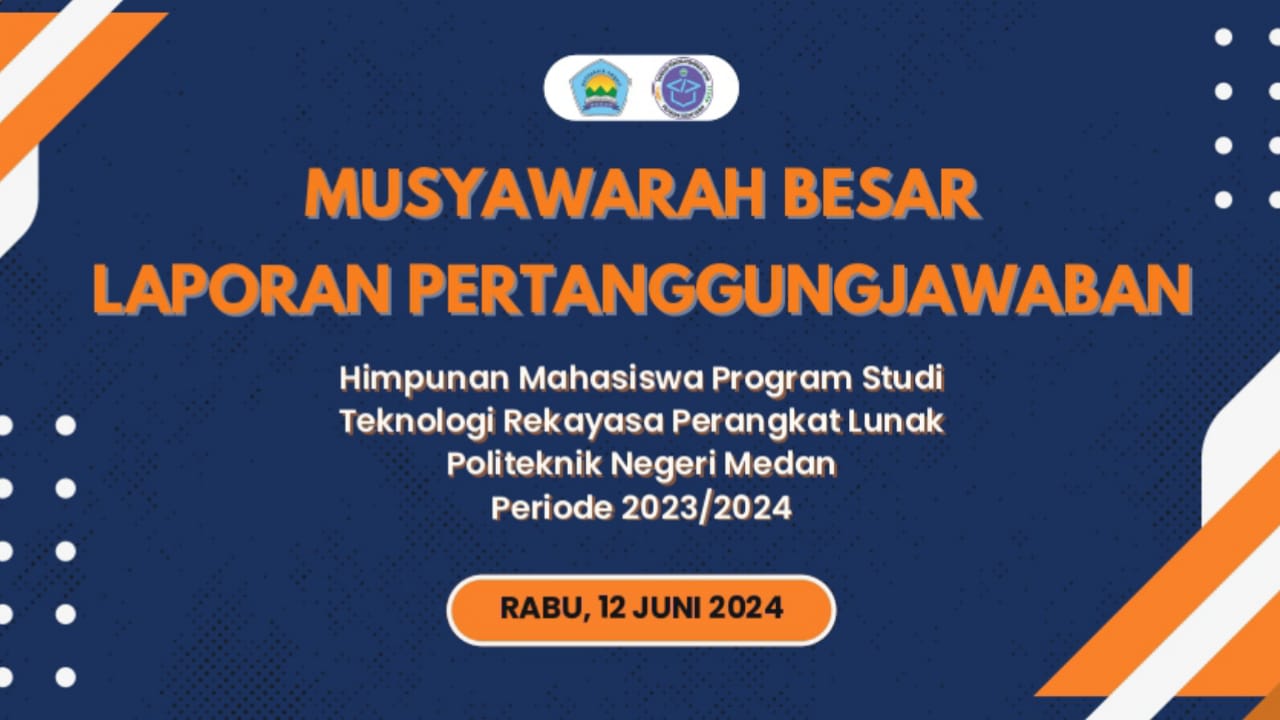 MUSYAWARAH BESAR
LAPORAN PERTANGGUNGJAWABAN
Himpunan Mahasiswa Program Studi
Teknologi Rekayasa Perangkat Lunak
Politeknik Negeri Medan
Periode 2023/2024
RABU, 12 JUNI 2024